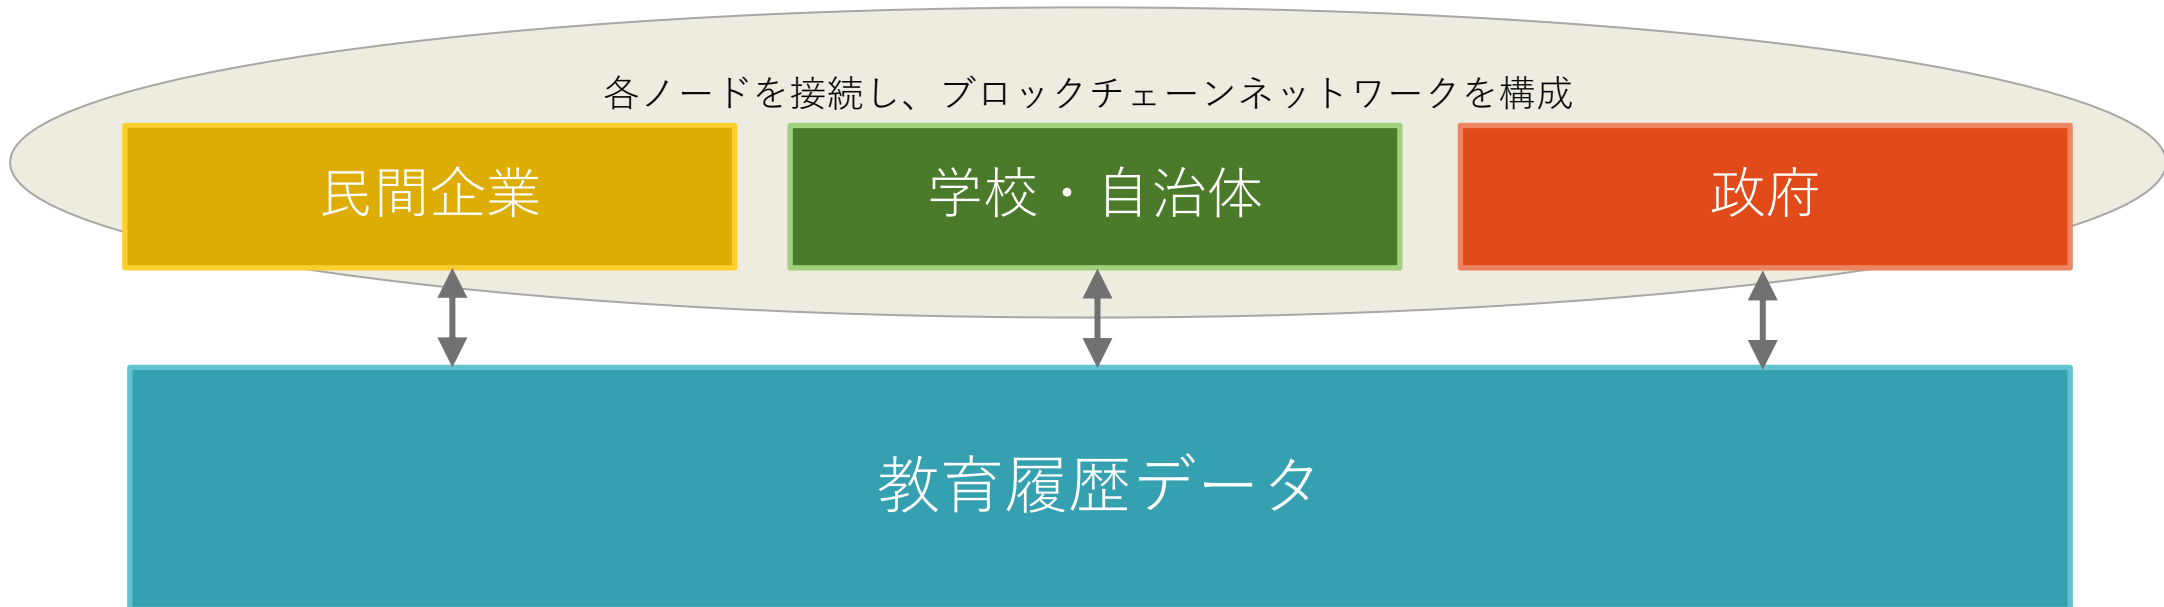 各ノードを接続し、ブロックチェーンネットワークを構成
民間企業
学校・自治体
政府
教育履歴データ